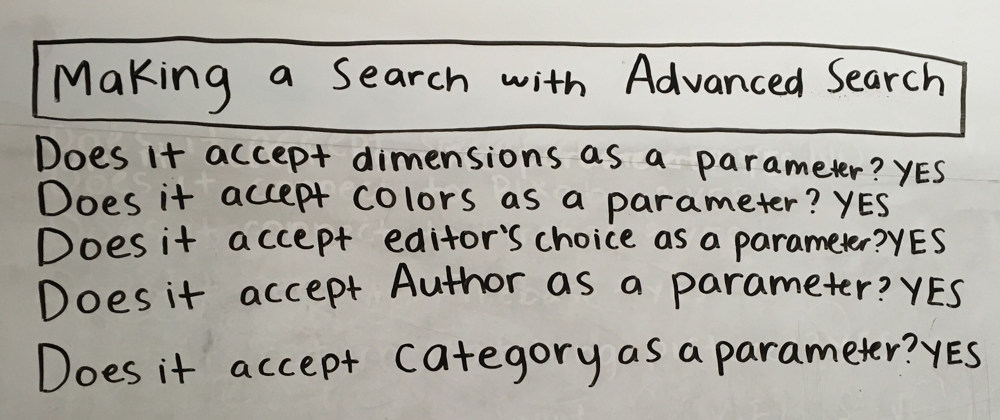 Making a Search with Advanced Search
Does it accept dimensions as a parameter? YES
Does it accept colors as a parameter? YES
Does it accept editor's choice as a parameter? YES
Does it accept Author as a parameter? YES
Does it accept category as a parameter? YES